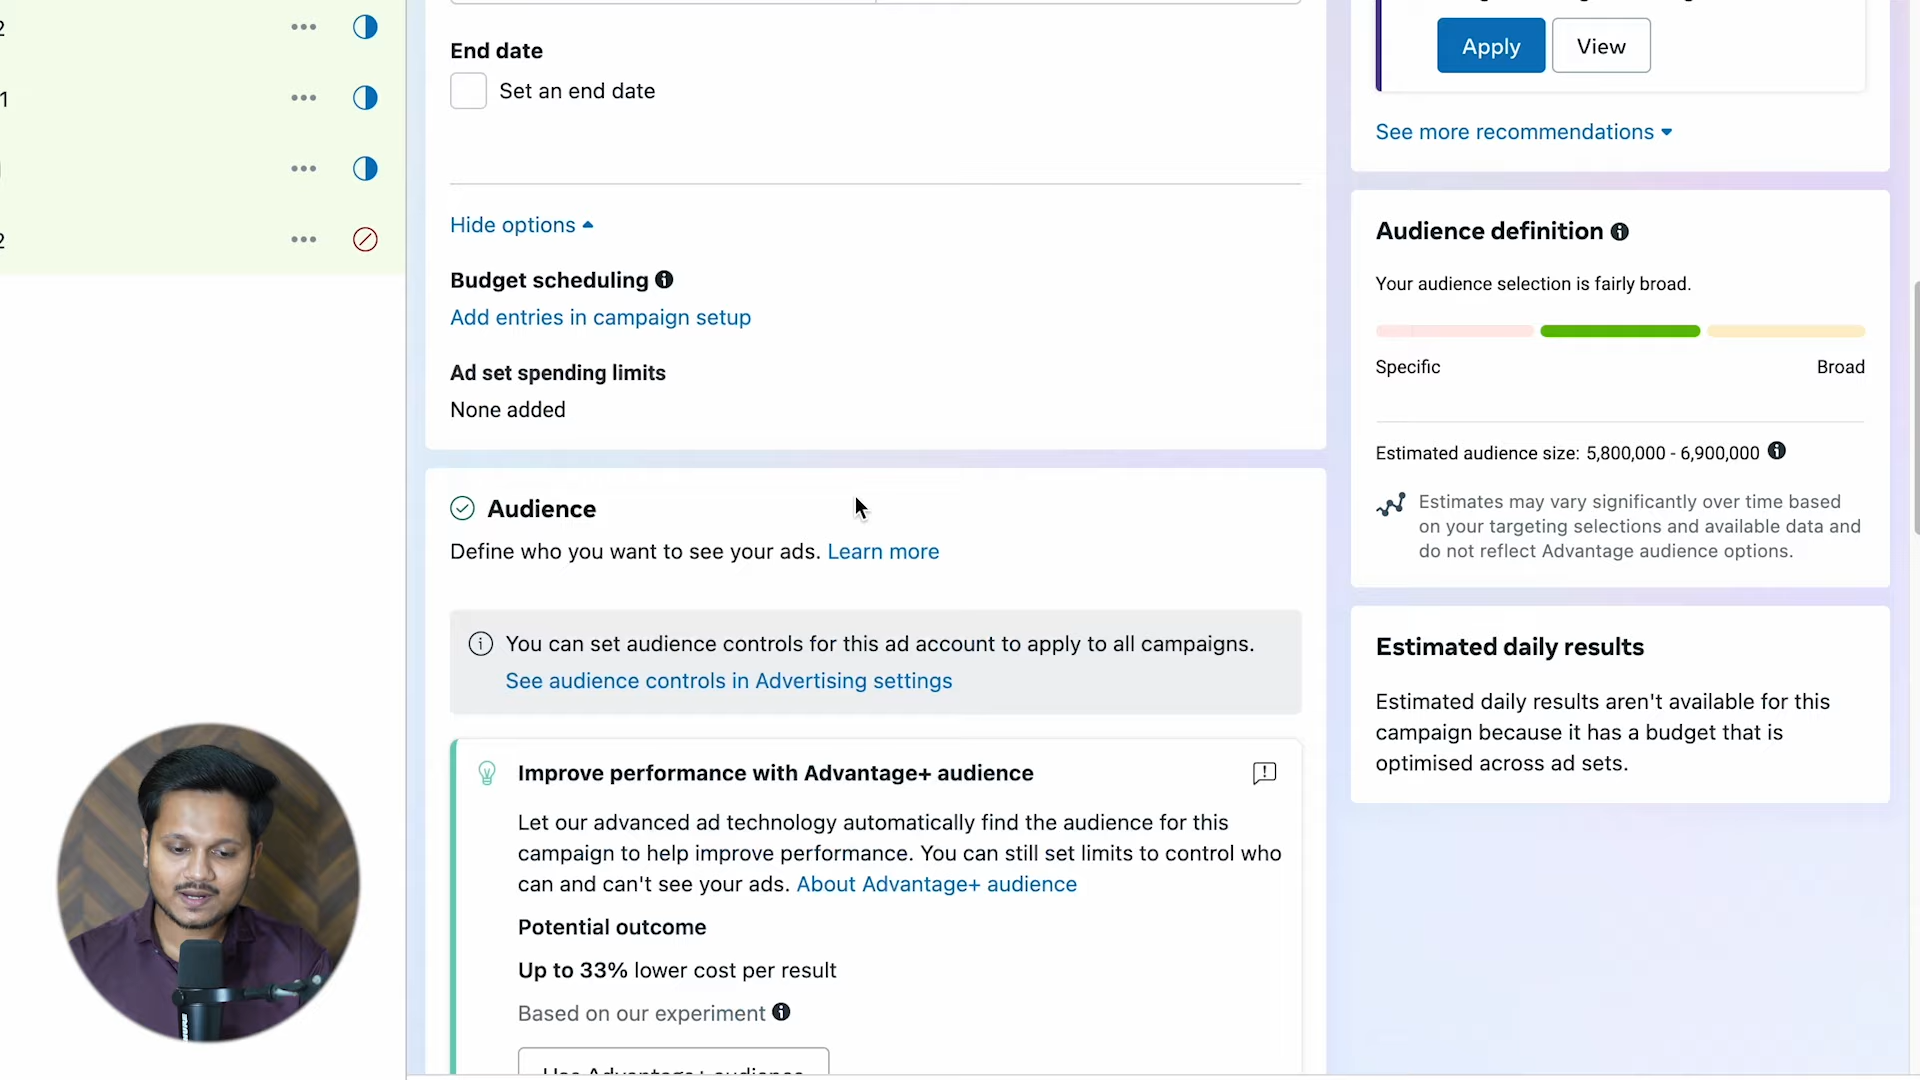 2
1
2
End date
Set an end date
Hide options
Budget scheduling
Add entries in campaign setup
Ad set spending limits
None added
Audience
Define who you want to see your ads. Learn more
You can set audience controls for this ad account to apply to all campaigns.
See audience controls in Advertising settings
Improve performance with Advantage+ audience
Let our advanced ad technology automatically find the audience for this
campaign to help improve performance. You can still set limits to control who
can and can't see your ads. About Advantage+ audience
Potential outcome
Up to 33% lower cost per result
Based on our experiment
Use Advantage+ audience
Apply
View
See more recommendations
Audience definition
Your audience selection is fairly broad.
Specific
Broad
Estimated audience size: 5,800,000 - 6,900,000
Estimates may vary significantly over time based
on your targeting selections and available data and
do not reflect Advantage audience options.
Estimated daily results
Estimated daily results aren't available for this
campaign because it has a budget that is
optimised across ad sets.